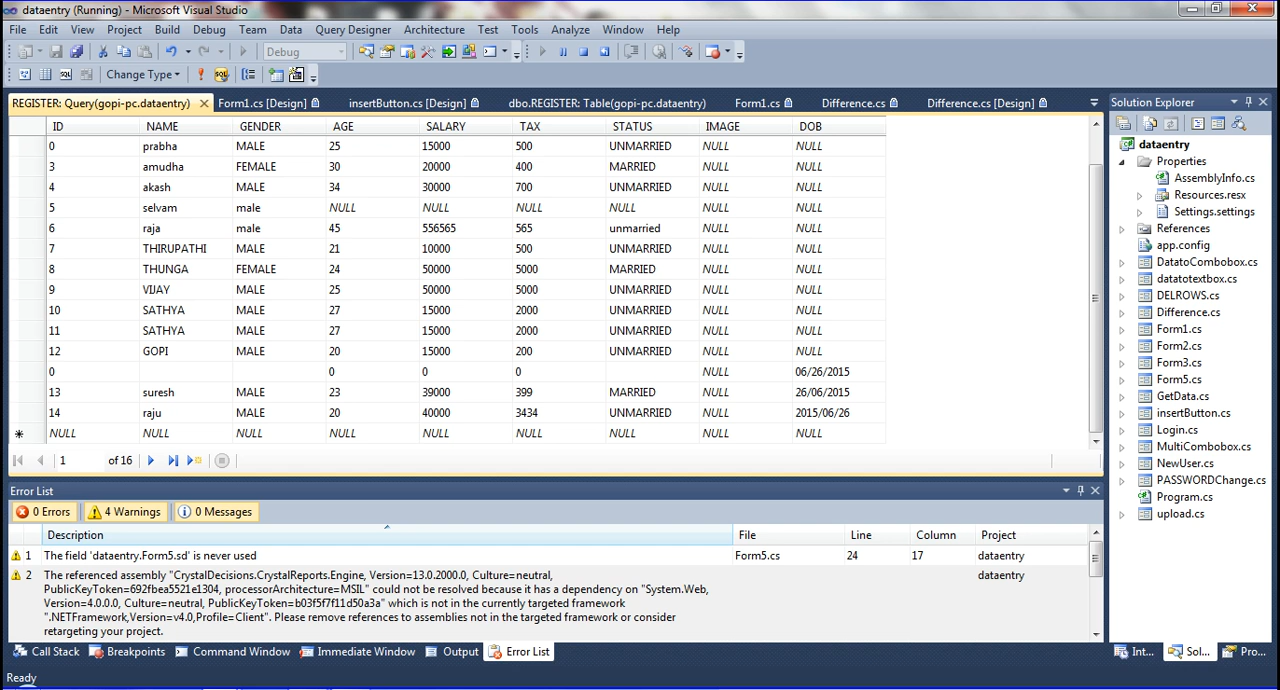 dataentry (Running) - Microsoft Visual Studio
File Edit View Project Build Debug Team Data Query Designer Architecture Test Tools Analyze Window Help
Debug
Change Type
REGISTER: Query(gopi-pc.dataentry) Form1.cs [Design] insertButton.cs [Design] dbo.REGISTER: Table(gopi-pc.dataentry) Form1.cs Difference.cs Difference.cs [Design]
ID NAME GENDER AGE SALARY TAX STATUS IMAGE DOB
0 prabha MALE 25 15000 500 UNMARRIED NULL NULL
3 amudha FEMALE 30 20000 400 MARRIED NULL NULL
4 akash MALE 34 30000 700 UNMARRIED NULL NULL
5 selvam male NULL NULL NULL NULL NULL NULL
6 raja male 45 556565 565 unmarried NULL NULL
7 THIRUPATHI MALE 21 10000 500 UNMARRIED NULL NULL
8 THUNGA FEMALE 24 50000 5000 MARRIED NULL NULL
9 VIJAY MALE 25 50000 5000 UNMARRIED NULL NULL
10 SATHYA MALE 27 15000 2000 UNMARRIED NULL NULL
11 SATHYA MALE 27 15000 2000 UNMARRIED NULL NULL
12 GOPI MALE 20 15000 200 UNMARRIED NULL NULL
0 0 0 0 NULL 06/26/2015
13 suresh MALE 23 39000 399 MARRIED NULL 26/06/2015
14 raju MALE 20 40000 3434 UNMARRIED NULL 2015/06/26
NULL NULL NULL NULL NULL NULL NULL NULL NULL
1 of 16
Error List
0 Errors 4 Warnings 0 Messages
Description File Line Column Project
1 The field 'dataentry.Form5.sd' is never used Form5.cs 24 17 dataentry
2 The referenced assembly "CrystalDecisions.CrystalReports.Engine, Version=13.0.2000.0, Culture=neutral, dataentry
PublicKeyToken=692fbea5521e1304, processorArchitecture=MSIL" could not be resolved because it has a dependency on "System.Web,
Version=4.0.0.0, Culture=neutral, PublicKeyToken=b03f5f7f11d50a3a" which is not in the currently targeted framework
".NETFramework,Version=v4.0,Profile=Client". Please remove references to assemblies not in the targeted framework or consider
retargeting your project.
Call Stack Breakpoints Command Window Immediate Window Output Error List
Ready
Solution Explorer
dataentry
Properties
AssemblyInfo.cs
Resources.resx
Settings.settings
References
app.config
DatatoCombobox.cs
datatotextbox.cs
DELROWS.cs
Difference.cs
Form1.cs
Form2.cs
Form3.cs
Form5.cs
GetData.cs
insertButton.cs
Login.cs
MultiCombobox.cs
NewUser.cs
PASSWORDChange.cs
Program.cs
upload.cs
Int... Sol... Pro...